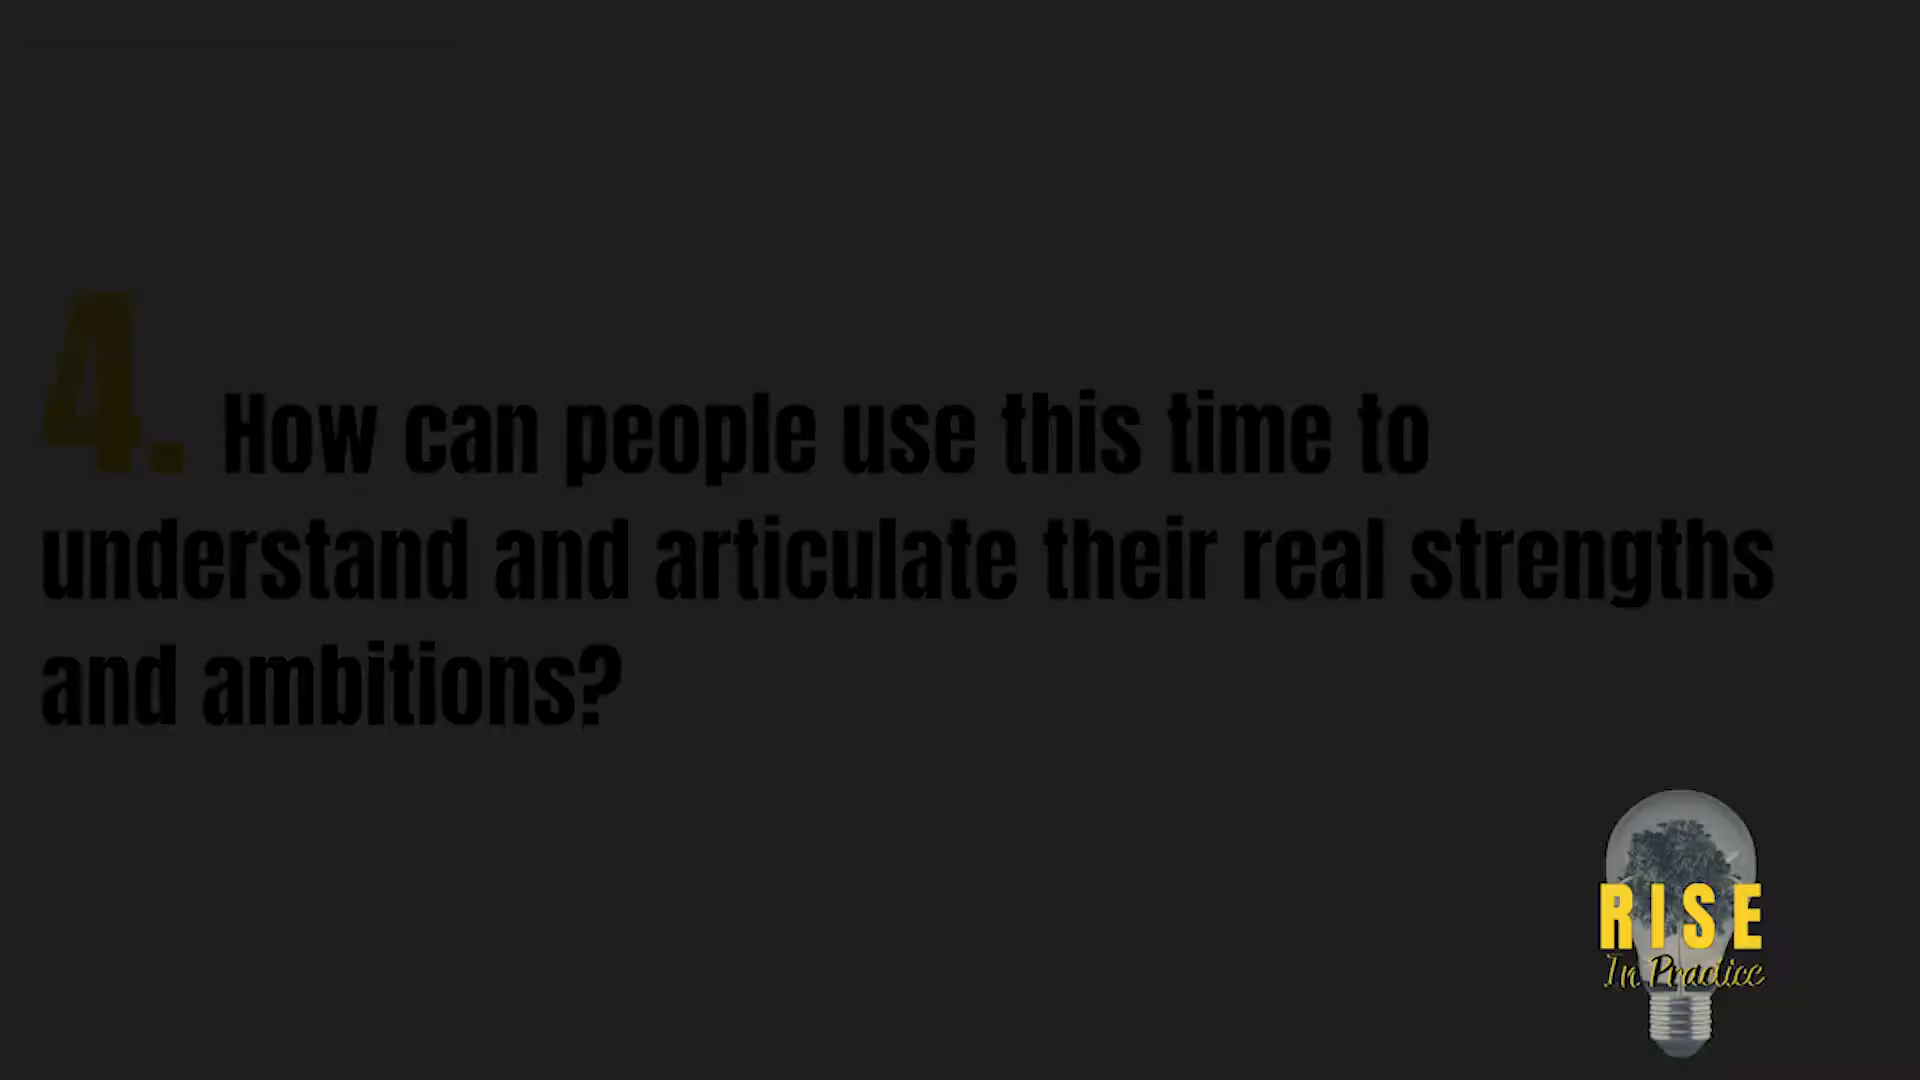 4. How can people use this time to
understand and articulate their real strengths
and ambitions?
RISE
In Practice